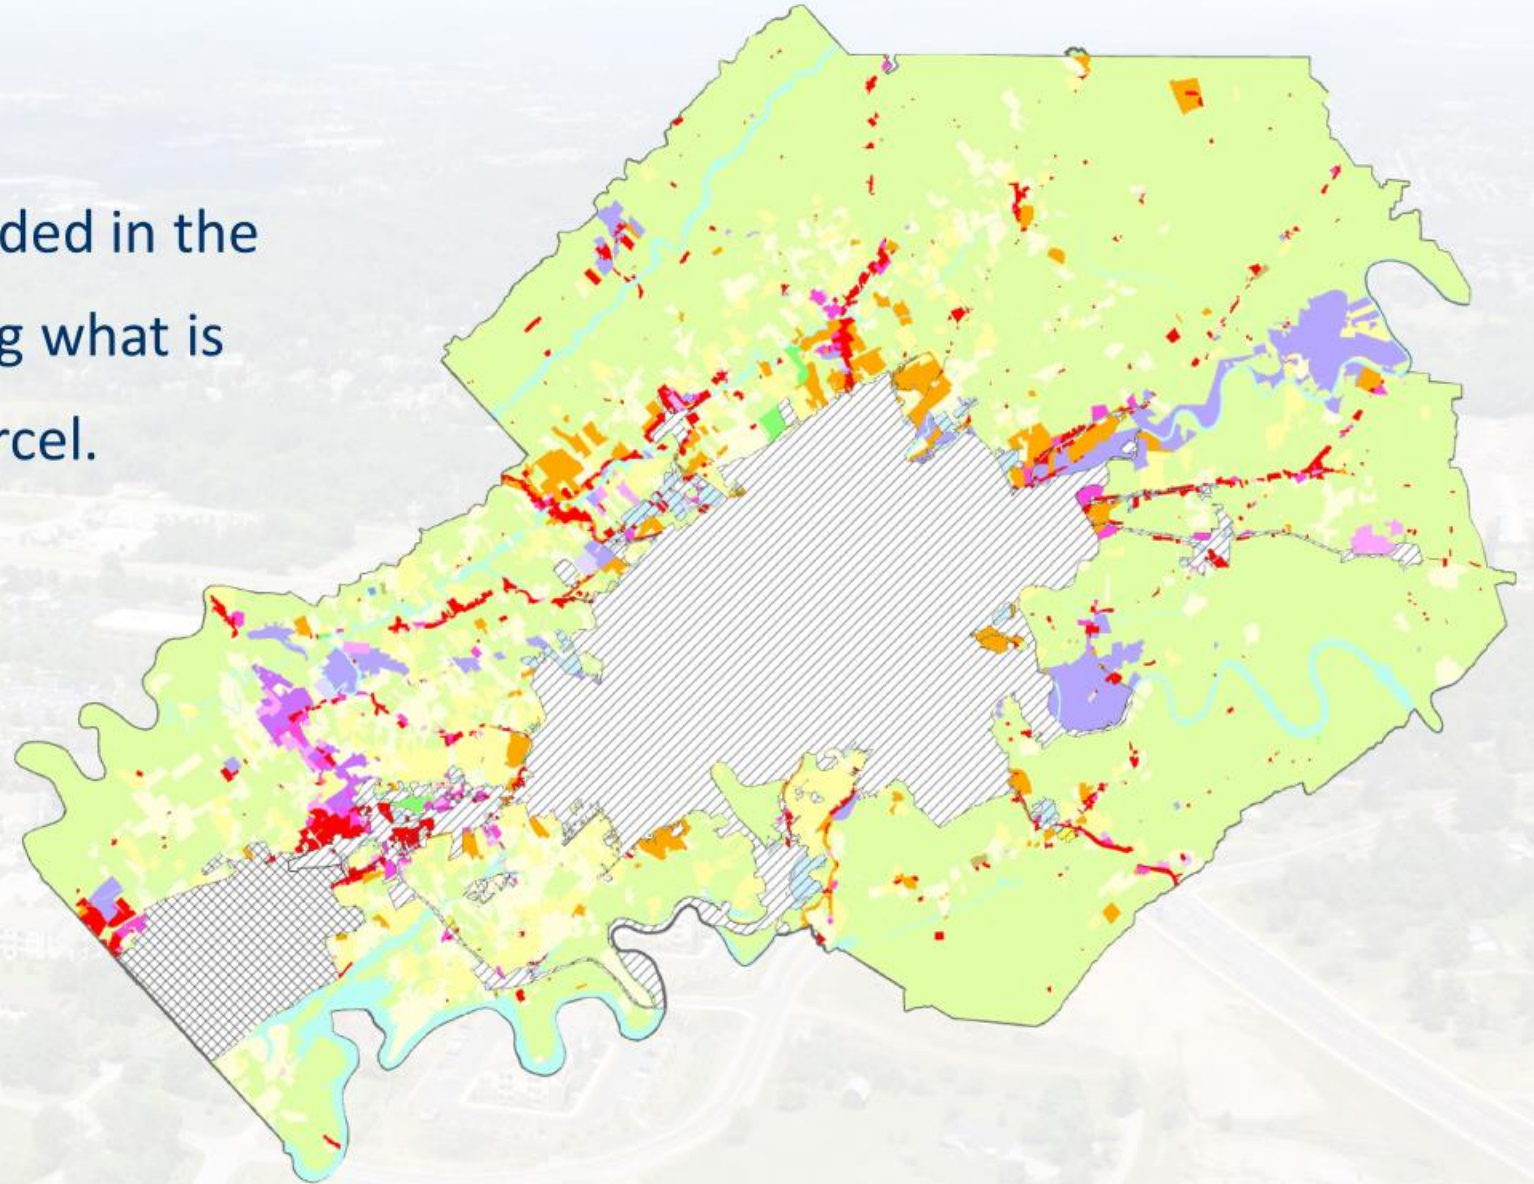 ded in the
g what is
rcel.